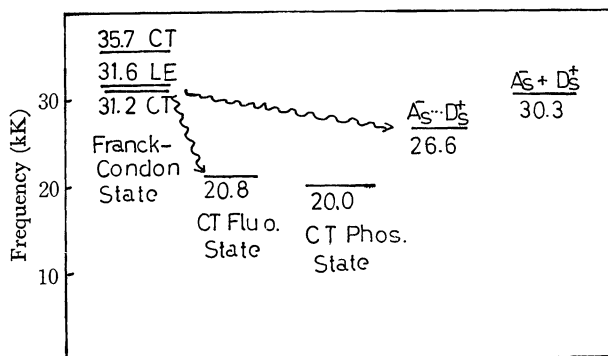 35.7 CT
31.6 LE
31.2 CT
Franck-
Condon
State
20.8
CT Fluo.
State
20.0
CT Phos.
State
A̅s⋯D⁺s
26.6
A̅s + D⁺s
30.3
Frequency (kK)
30
20
10